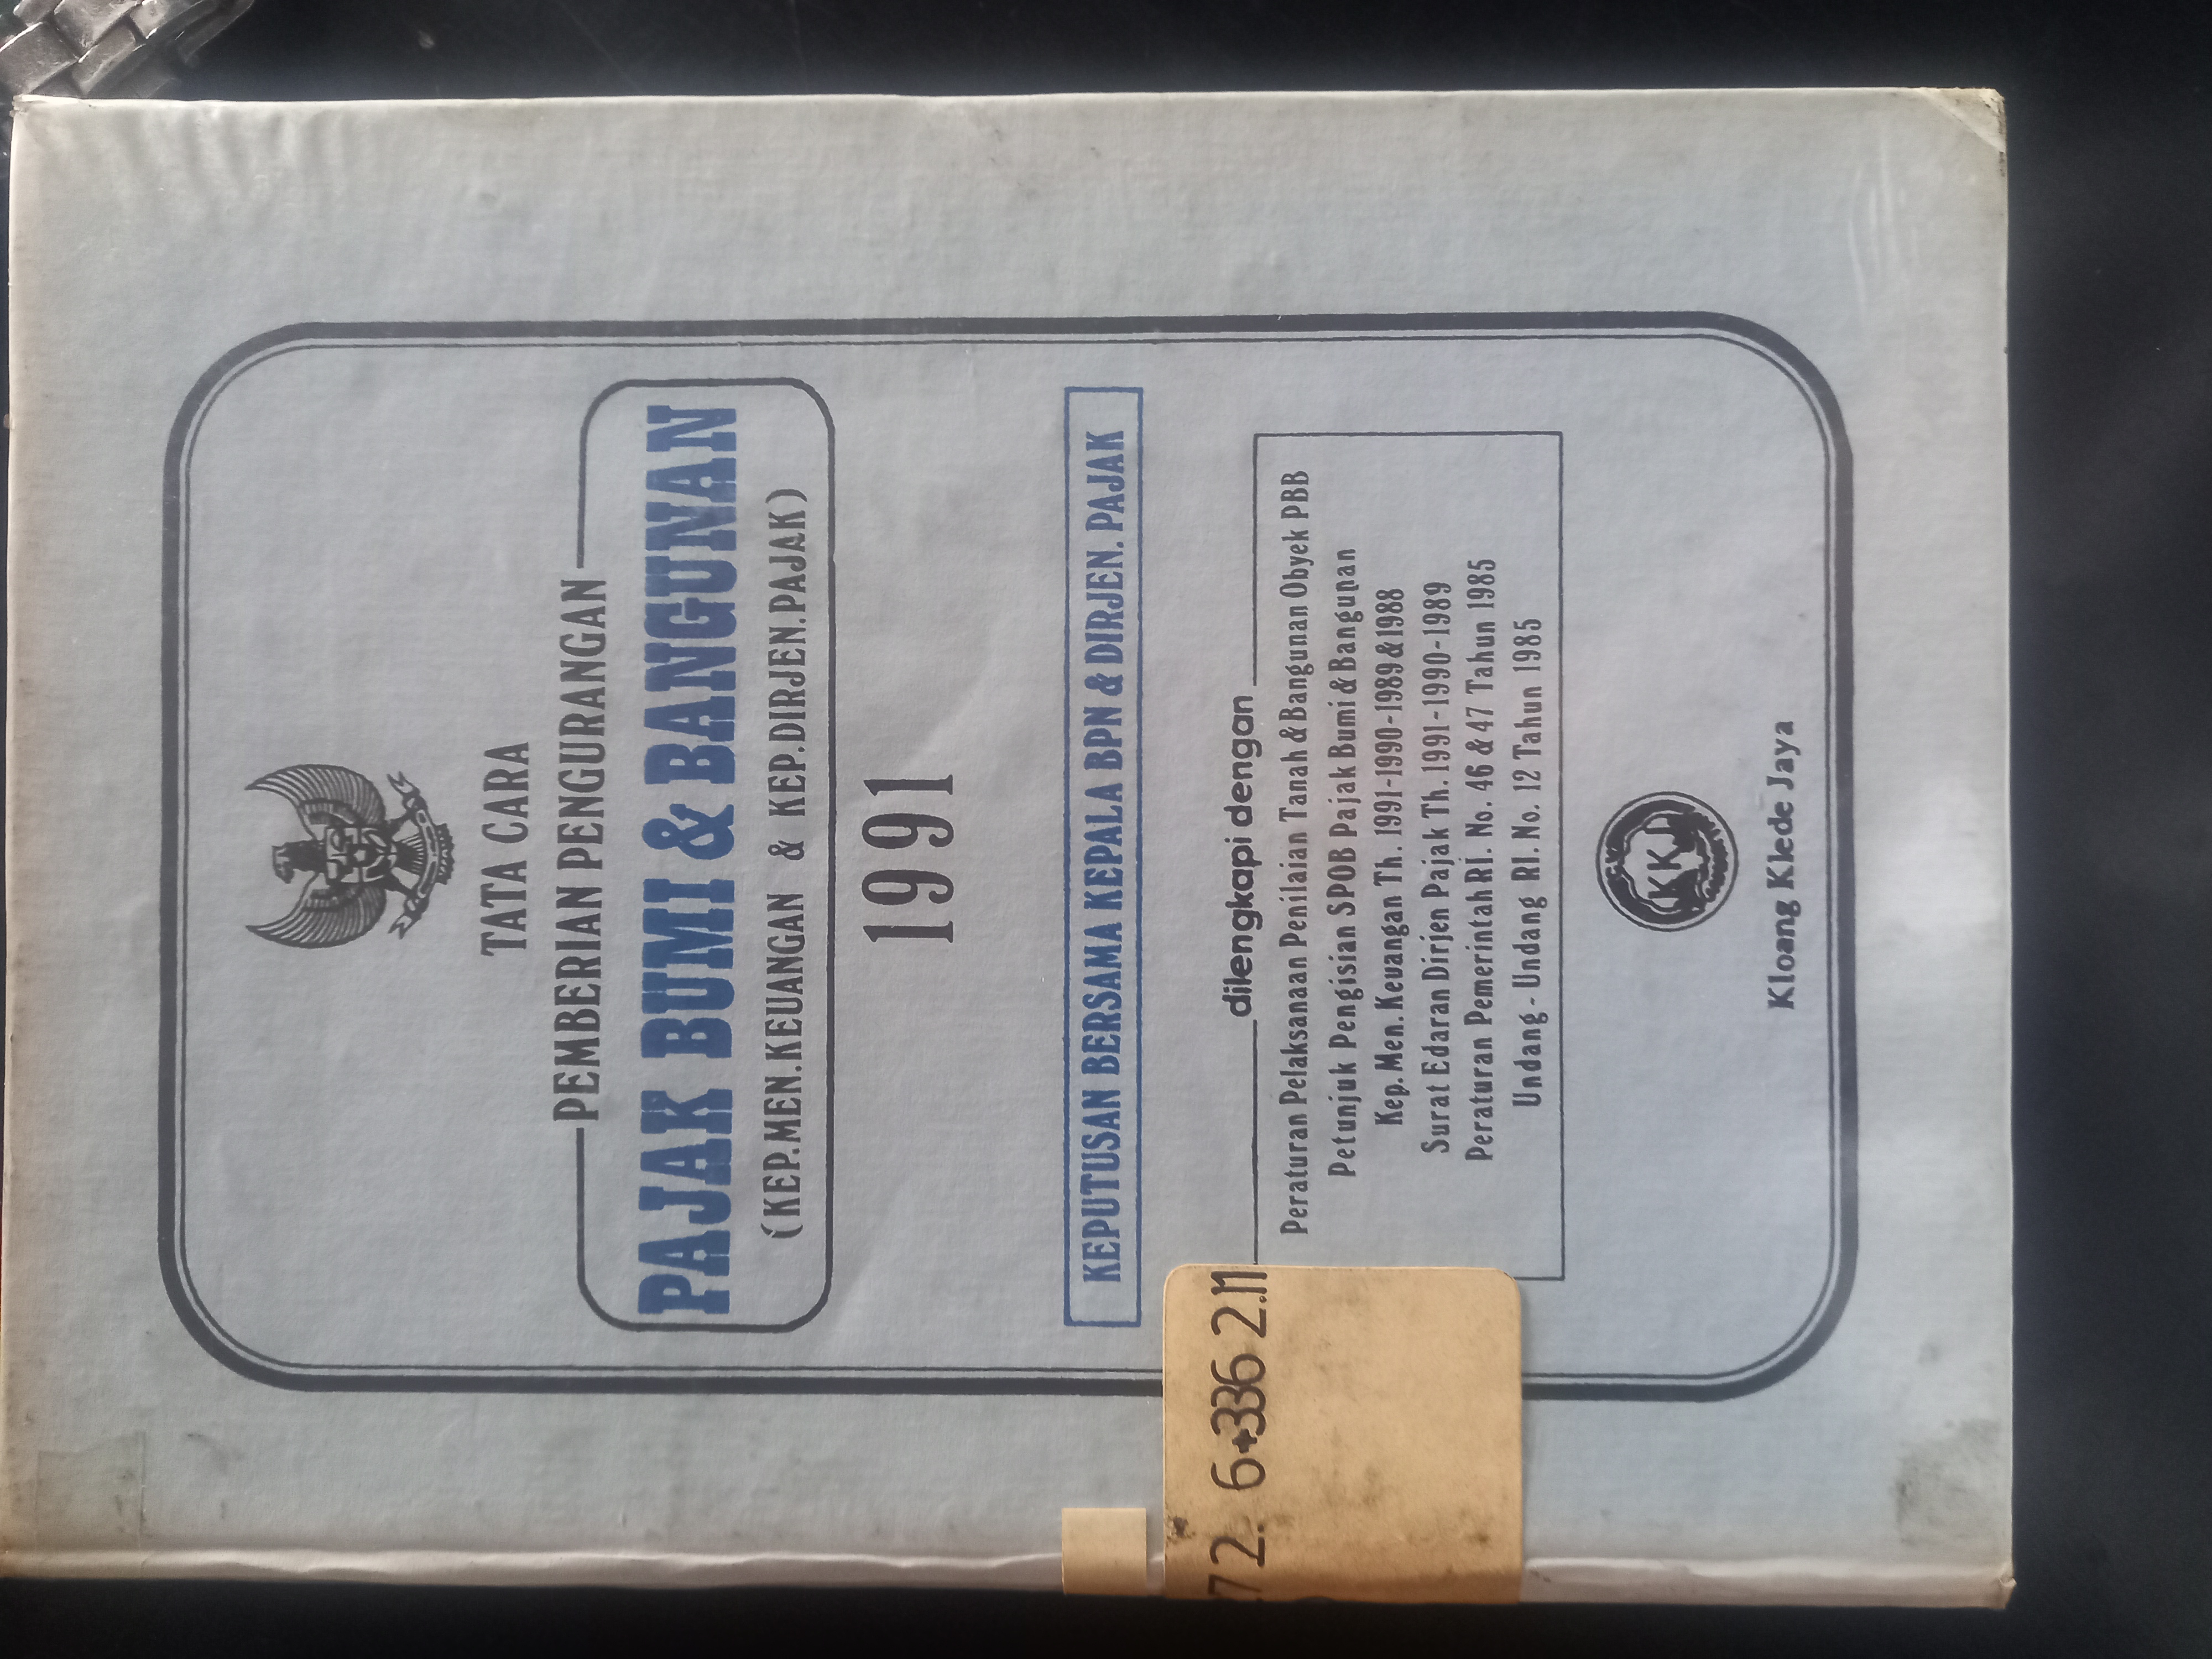 TATA CARA
PEMBERIAN PENGURANGAN
PAJAK BUMI & BANGUNAN
(KEP.MEN.KEUANGAN & KEP.DIRJEN.PAJAK)
1991
KEPUTUSAN BERSAMA KEPALA BPN & DIRJEN. PAJAK
dilengkapi dengan
Peraturan Pelaksanaan Penilaian Tanah & Bangunan Obyek PBB
Petunjuk Pengisian SPOB Pajak Bumi & Bangunan
Kep. Men. Keuangan Th. 1991-1990-1989&1988
Surat Edaran Dirjen Pajak Th. 1991-1990-1989
Peraturan Pemerintah RI. No. 46 & 47 Tahun 1985
Undang - Undang RI. No. 12 Tahun 1985
72. 6+336 2.11
KKJ
Kloang Klede Jaya